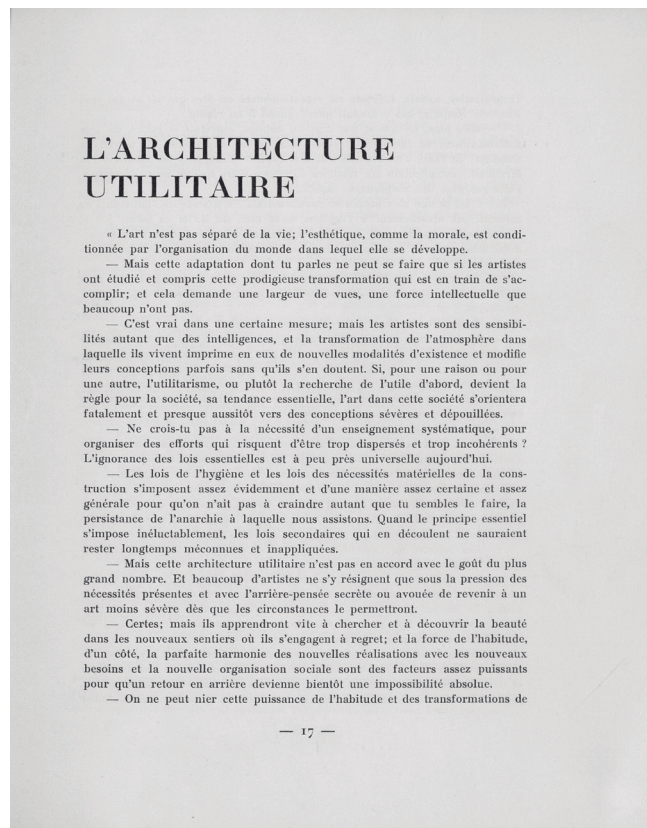 L'ARCHITECTURE
UTILITAIRE
« L'art n'est pas séparé de la vie; l'esthétique, comme la morale, est condi-
tionnée par l'organisation du monde dans lequel elle se développe.
— Mais cette adaptation dont tu parles ne peut se faire que si les artistes
ont étudié et compris cette prodigieuse transformation qui est en train de s'ac-
complir; et cela demande une largeur de vues, une force intellectuelle que
beaucoup n'ont pas.
— C'est vrai dans une certaine mesure; mais les artistes sont des sensibi-
lités autant que des intelligences, et la transformation de l'atmosphère dans
laquelle ils vivent imprime en eux de nouvelles modalités d'existence et modifie
leurs conceptions parfois sans qu'ils s'en doutent. Si, pour une raison ou pour
une autre, l'utilitarisme, ou plutôt la recherche de l'utile d'abord, devient la
règle pour la société, sa tendance essentielle, l'art dans cette société s'orientera
fatalement et presque aussitôt vers des conceptions sévères et dépouillées.
— Ne crois-tu pas à la nécessité d'un enseignement systématique, pour
organiser des efforts qui risquent d'être trop dispersés et trop incohérents ?
L'ignorance des lois essentielles est à peu près universelle aujourd'hui.
— Les lois de l'hygiène et les lois des nécessités matérielles de la cons-
truction s'imposent assez évidemment et d'une manière assez certaine et assez
générale pour qu'on n'ait pas à craindre autant que tu sembles le faire, la
persistance de l'anarchie à laquelle nous assistons. Quand le principe essentiel
s'impose inéluctablement, les lois secondaires qui en découlent ne sauraient
rester longtemps méconnues et inappliquées.
— Mais cette architecture utilitaire n'est pas en accord avec le goût du plus
grand nombre. Et beaucoup d'artistes ne s'y résignent que sous la pression des
nécessités présentes et avec l'arrière-pensée secrète ou avouée de revenir à un
art moins sévère dès que les circonstances le permettront.
— Certes; mais ils apprendront vite à chercher et à découvrir la beauté
dans les nouveaux sentiers où ils s'engagent à regret; et la force de l'habitude,
d'un côté, la parfaite harmonie des nouvelles réalisations avec les nouveaux
besoins et la nouvelle organisation sociale sont des facteurs assez puissants
pour qu'un retour en arrière devienne bientôt une impossibilité absolue.
— On ne peut nier cette puissance de l'habitude et des transformations de
— 17 —